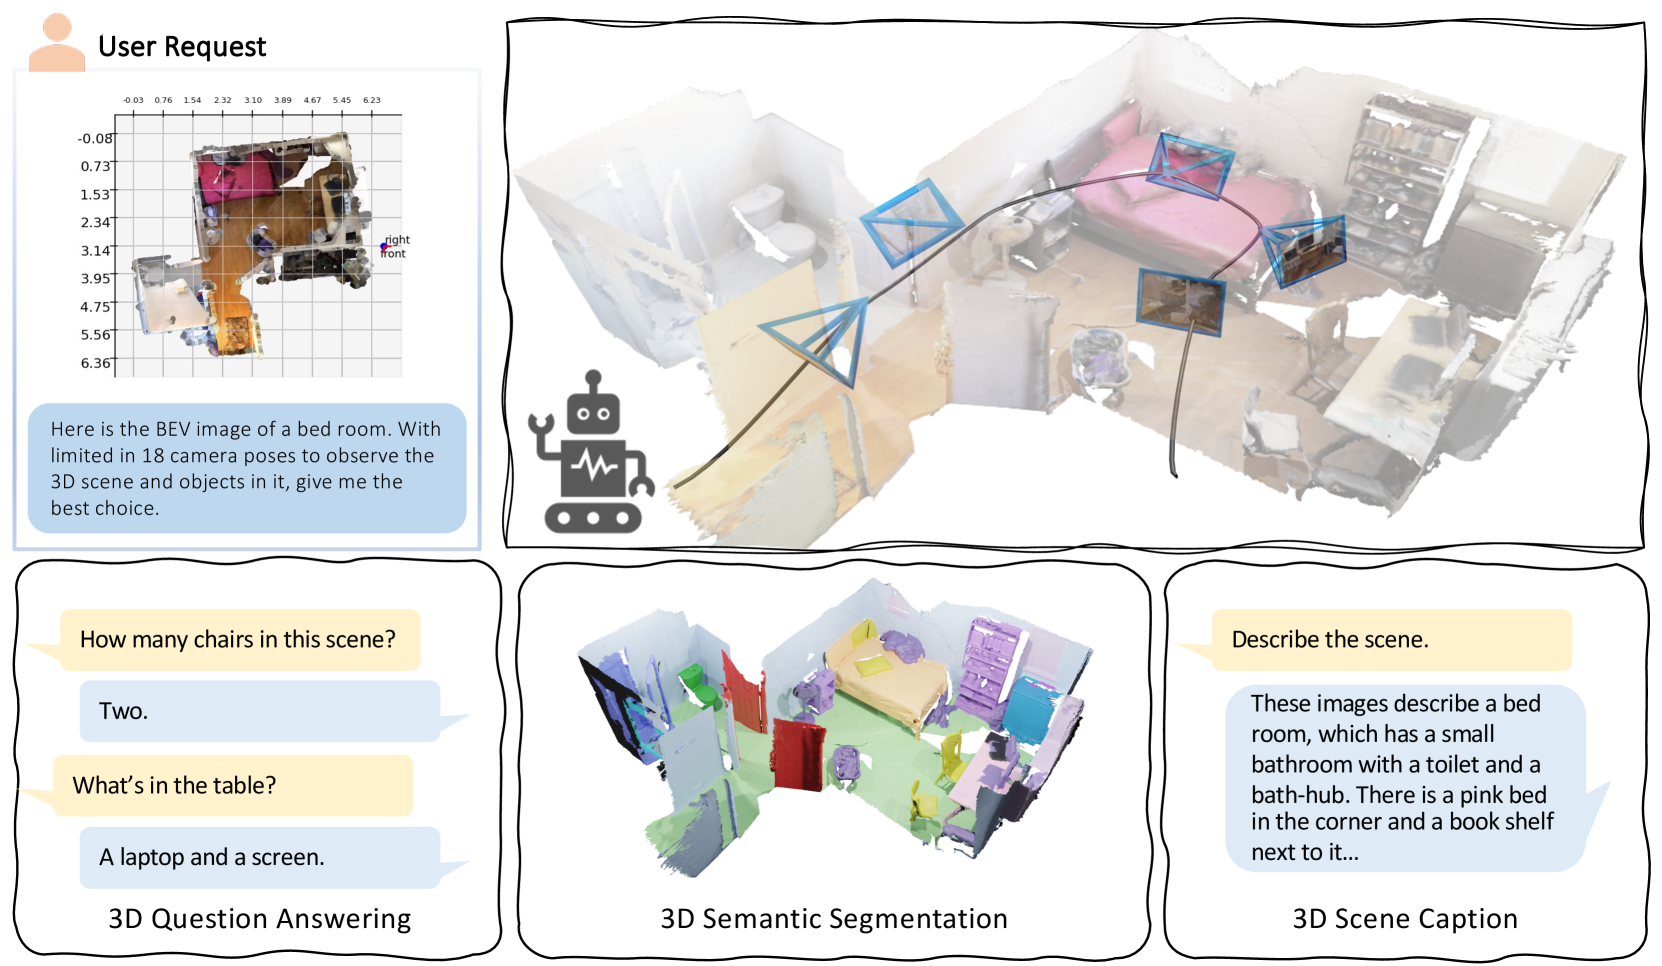 User Request
-0.03 0.76 1.54 2.32 3.10 3.89 4.67 5.45 6.23
-0.08
0.73
1.53
2.34
3.14
3.95
4.75
5.56
6.36
right
front
Here is the BEV image of a bed room. With
limited in 18 camera poses to observe the
3D scene and objects in it, give me the
best choice.
How many chairs in this scene?
Two.
What's in the table?
A laptop and a screen.
3D Question Answering
3D Semantic Segmentation
Describe the scene.
These images describe a bed
room, which has a small
bathroom with a toilet and a
bath-hub. There is a pink bed
in the corner and a book shelf
next to it...
3D Scene Caption